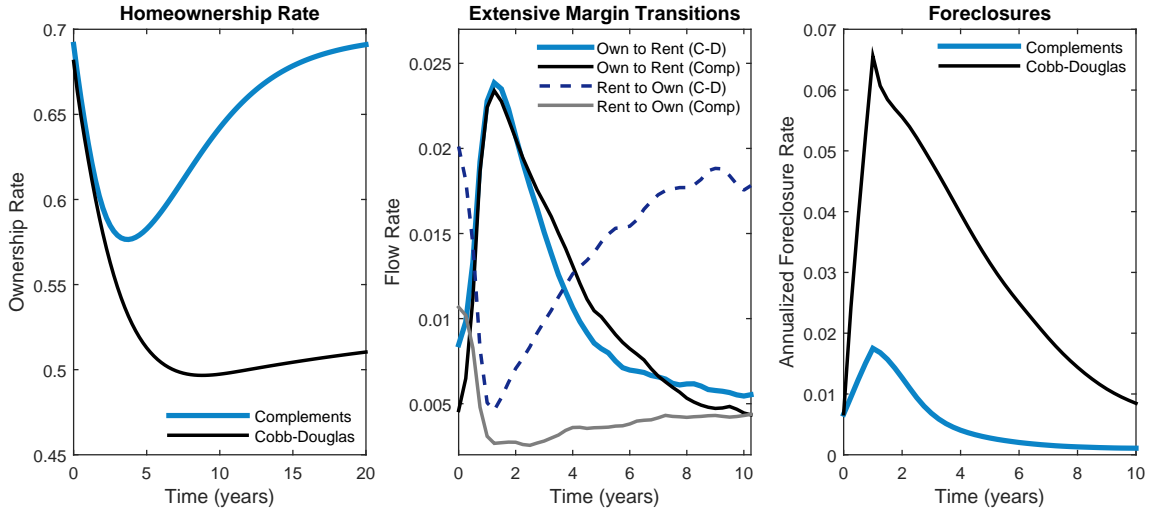 Homeownership Rate
0.7
0.65
0.6
0.55
0.5
0.45
Ownership Rate
Complements
Cobb-Douglas
0
5
10
15
20
Time (years)
Extensive Margin Transitions
0.025
0.02
0.015
0.01
0.005
Flow Rate
Own to Rent (C-D)
Own to Rent (Comp)
Rent to Own (C-D)
Rent to Own (Comp)
0
2
4
6
8
10
Time (years)
Foreclosures
0.07
0.06
0.05
0.04
0.03
0.02
0.01
0
Annualized Foreclosure Rate
Complements
Cobb-Douglas
0
2
4
6
8
10
Time (years)